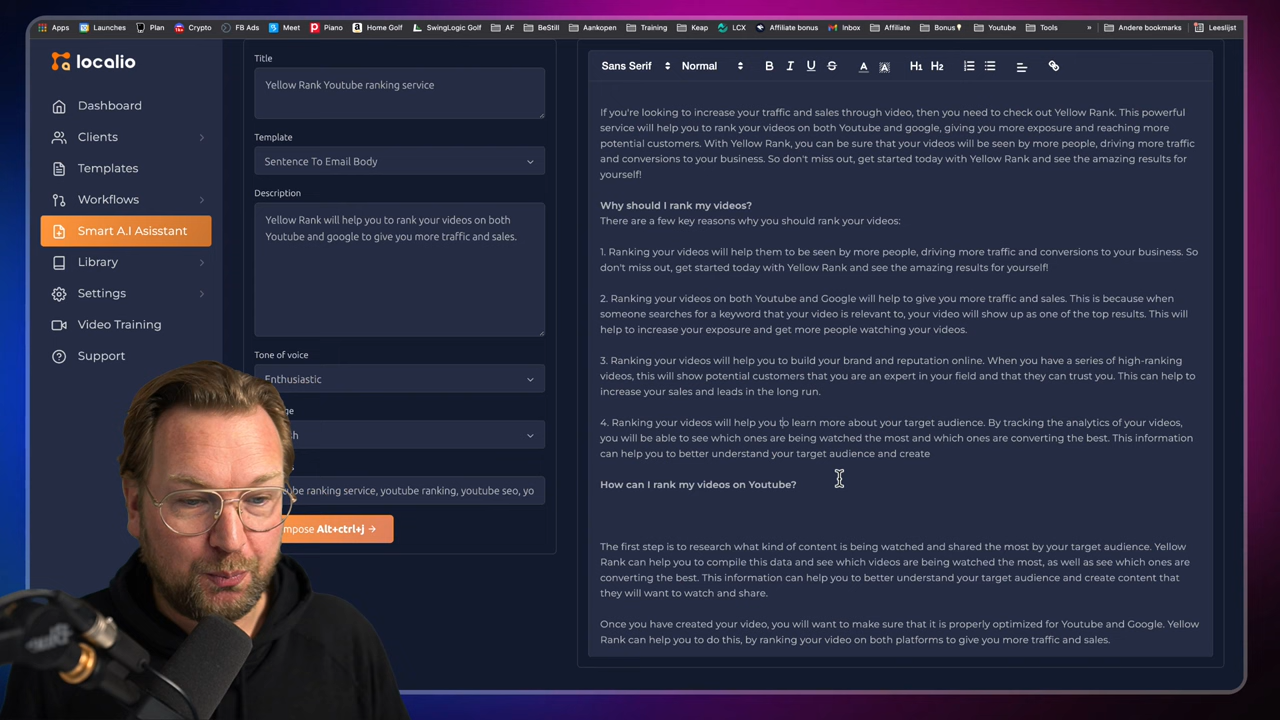 Apps Launches Plan Crypto FB Ads Meet Piano Home Golf SwingLogic Golf AF BeStill Aankopen Training Keap LCX Affiliate bonus Inbox Affiliate Bonus Youtube Tools » Andere bookmarks Leeslijst
localio
Dashboard
Clients
Templates
Workflows
Smart A.I Asisstant
Library
Settings
Video Training
Support
Title
Yellow Rank Youtube ranking service
Template
Sentence To Email Body
Description
Yellow Rank will help you to rank your videos on both
Youtube and google to give you more traffic and sales.
Tone of voice
Enthusiastic
ube ranking service, youtube ranking, youtube seo, yo
mpose Alt+ctrl+j →
Sans Serif Normal B I U S A A H1 H2
If you're looking to increase your traffic and sales through video, then you need to check out Yellow Rank. This powerful
service will help you to rank your videos on both Youtube and google, giving you more exposure and reaching more
potential customers. With Yellow Rank, you can be sure that your videos will be seen by more people, driving more traffic
and conversions to your business. So don't miss out, get started today with Yellow Rank and see the amazing results for
yourself!
Why should I rank my videos?
There are a few key reasons why you should rank your videos:
1. Ranking your videos will help them to be seen by more people, driving more traffic and conversions to your business. So
don't miss out, get started today with Yellow Rank and see the amazing results for yourself!
2. Ranking your videos on both Youtube and Google will help to give you more traffic and sales. This is because when
someone searches for a keyword that your video is relevant to, your video will show up as one of the top results. This will
help to increase your exposure and get more people watching your videos.
3. Ranking your videos will help you to build your brand and reputation online. When you have a series of high-ranking
videos, this will show potential customers that you are an expert in your field and that they can trust you. This can help to
increase your sales and leads in the long run.
4. Ranking your videos will help you to learn more about your target audience. By tracking the analytics of your videos,
you will be able to see which ones are being watched the most and which ones are converting the best. This information
can help you to better understand your target audience and create
How can I rank my videos on Youtube?
The first step is to research what kind of content is being watched and shared the most by your target audience. Yellow
Rank can help you to compile this data and see which videos are being watched the most, as well as see which ones are
converting the best. This information can help you to better understand your target audience and create content that
they will want to watch and share.
Once you have created your video, you will want to make sure that it is properly optimized for Youtube and Google. Yellow
Rank can help you to do this, by ranking your video on both platforms to give you more traffic and sales.